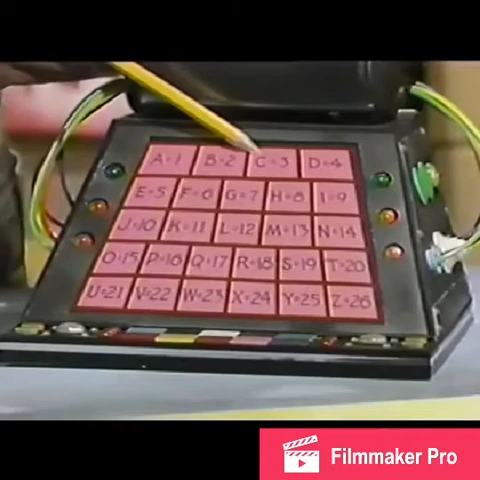 A=1 B=2 C=3 D=4
E=5 F=6 G=7 H=8 I=9
J=10 K=11 L=12 M=13 N=14
O=15 P=16 Q=17 R=18 S=19 T=20
U=21 V=22 W=23 X=24 Y=25 Z=26
Filmmaker Pro